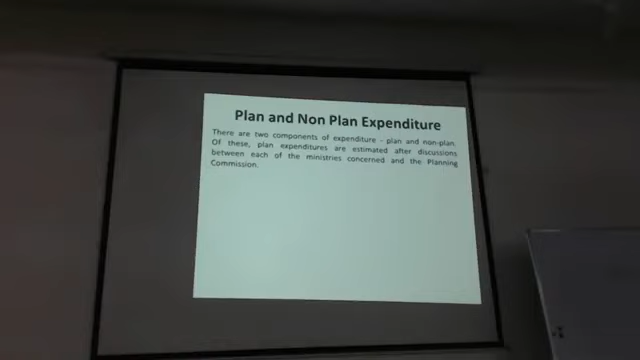 Plan and Non Plan Expenditure
There are two components of expenditure - plan and non-plan.
Of these, plan expenditures are estimated after discussions
between each of the ministries concerned and the Planning
Commission.